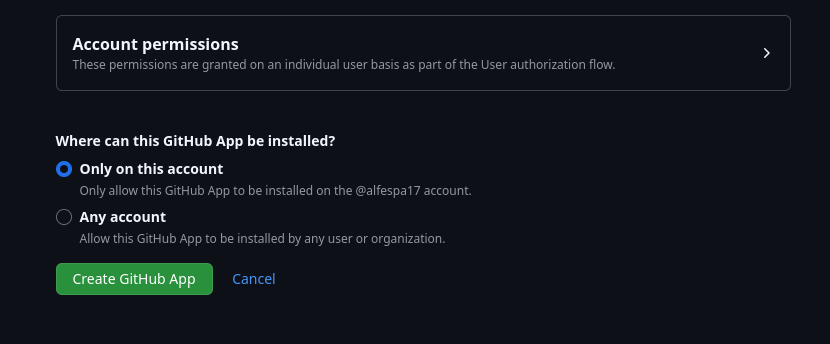 Account permissions
These permissions are granted on an individual user basis as part of the User authorization flow.
Where can this GitHub App be installed?
Only on this account
Only allow this GitHub App to be installed on the @alfespa17 account.
Any account
Allow this GitHub App to be installed by any user or organization.
Create GitHub App Cancel